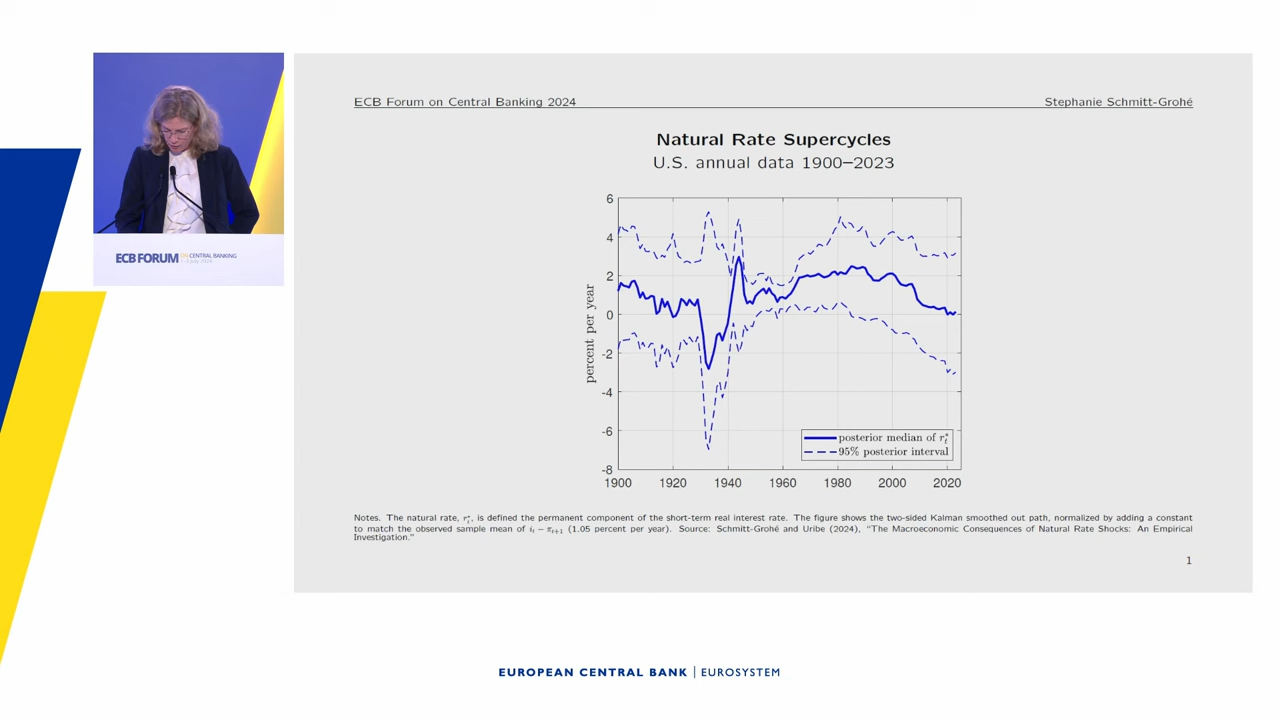 ECB Forum on Central Banking 2024
Stephanie Schmitt-Grohé
Natural Rate Supercycles
U.S. annual data 1900–2023
percent per year
6
4
2
0
-2
-4
-6
-8
1900 1920 1940 1960 1980 2000 2020
posterior median of r*t
95% posterior interval
Notes. The natural rate, r*t, is defined the permanent component of the short-term real interest rate. The figure shows the two-sided Kalman smoothed out path, normalized by adding a constant
to match the observed sample mean of it − πt+1 (1.05 percent per year). Source: Schmitt-Grohé and Uribe (2024), “The Macroeconomic Consequences of Natural Rate Shocks: An Empirical
Investigation.”
1
ECB FORUM ON CENTRAL BANKING
EUROPEAN CENTRAL BANK | EUROSYSTEM